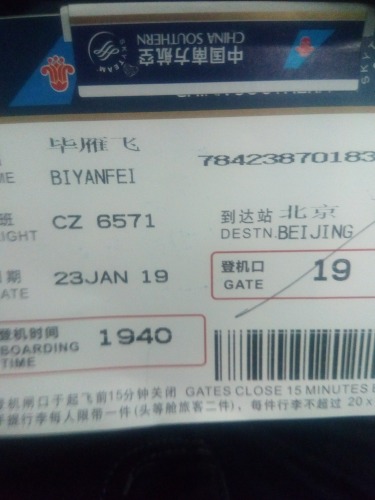 中国南方航空
CHINA SOUTHERN
SKYTEAM
毕雁飞 7842387018 3
ME BIYANFEI
班 CZ 6571 到达站 北京
IGHT DESTN. BEIJING
期 23JAN 19 登机口 19
ATE GATE
登机时间 1940
BOARDING
TIME
登机闸口于起飞前15分钟关闭 GATES CLOSE 15 MINUTES
手提行李每人限带一件(头等舱旅客二件),每件行李不超过 20×